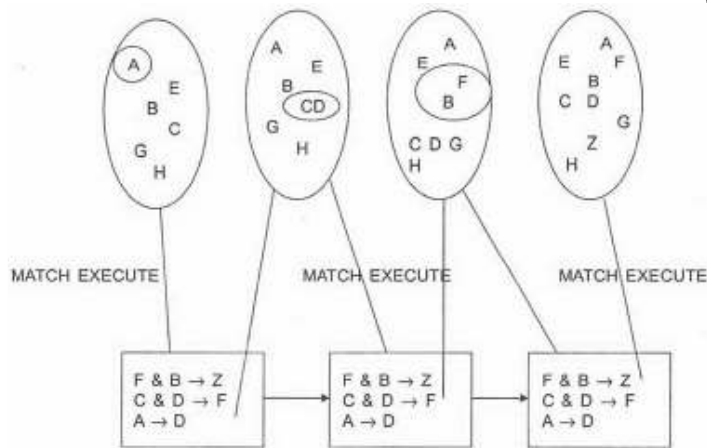 A
E
B
C
G
H
A
E
B
CD
G
H
A
E
F
B
C D G
H
A
E F
B
C D
G
Z
H
MATCH EXECUTE
MATCH EXECUTE
MATCH EXECUTE
F & B → Z
C & D → F
A → D
F & B → Z
C & D → F
A → D
F & B → Z
C & D → F
A → D